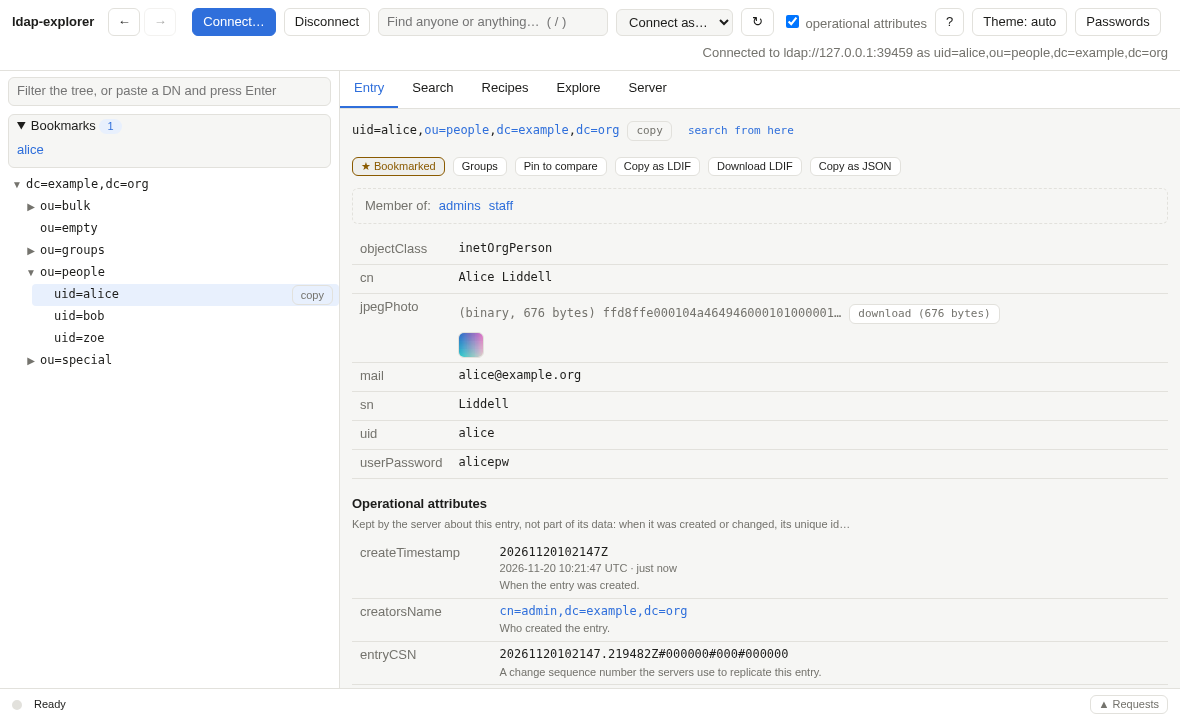 ldap-explorer ← → Connect… Disconnect Find anyone or anything… ( / ) Connect as… ↻ operational attributes ? Theme: auto Passwords
Connected to ldap://127.0.0.1:39459 as uid=alice,ou=people,dc=example,dc=org
Filter the tree, or paste a DN and press Enter
▼ Bookmarks 1
alice
▼ dc=example,dc=org
▶ ou=bulk
ou=empty
▶ ou=groups
▼ ou=people
uid=alice copy
uid=bob
uid=zoe
▶ ou=special
Entry Search Recipes Explore Server
uid=alice,ou=people,dc=example,dc=org copy search from here
★ Bookmarked Groups Pin to compare Copy as LDIF Download LDIF Copy as JSON
Member of: admins staff
objectClass inetOrgPerson
cn Alice Liddell
jpegPhoto (binary, 676 bytes) ffd8ffe000104a464946000101000001… download (676 bytes)
mail alice@example.org
sn Liddell
uid alice
userPassword alicepw
Operational attributes
Kept by the server about this entry, not part of its data: when it was created or changed, its unique id…
createTimestamp 20261120102147Z
2026-11-20 10:21:47 UTC · just now
When the entry was created.
creatorsName cn=admin,dc=example,dc=org
Who created the entry.
entryCSN 20261120102147.219482Z#000000#000#000000
A change sequence number the servers use to replicate this entry.
Ready ▲ Requests